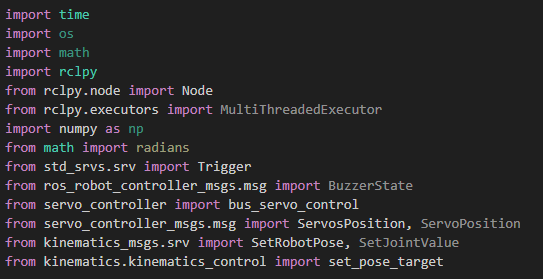 import time
import os
import math
import rclpy
from rclpy.node import Node
from rclpy.executors import MultiThreadedExecutor
import numpy as np
from math import radians
from std_srvs.srv import Trigger
from ros_robot_controller_msgs.msg import BuzzerState
from servo_controller import bus_servo_control
from servo_controller_msgs.msg import ServosPosition, ServoPosition
from kinematics_msgs.srv import SetRobotPose, SetJointValue
from kinematics.kinematics_control import set_pose_target